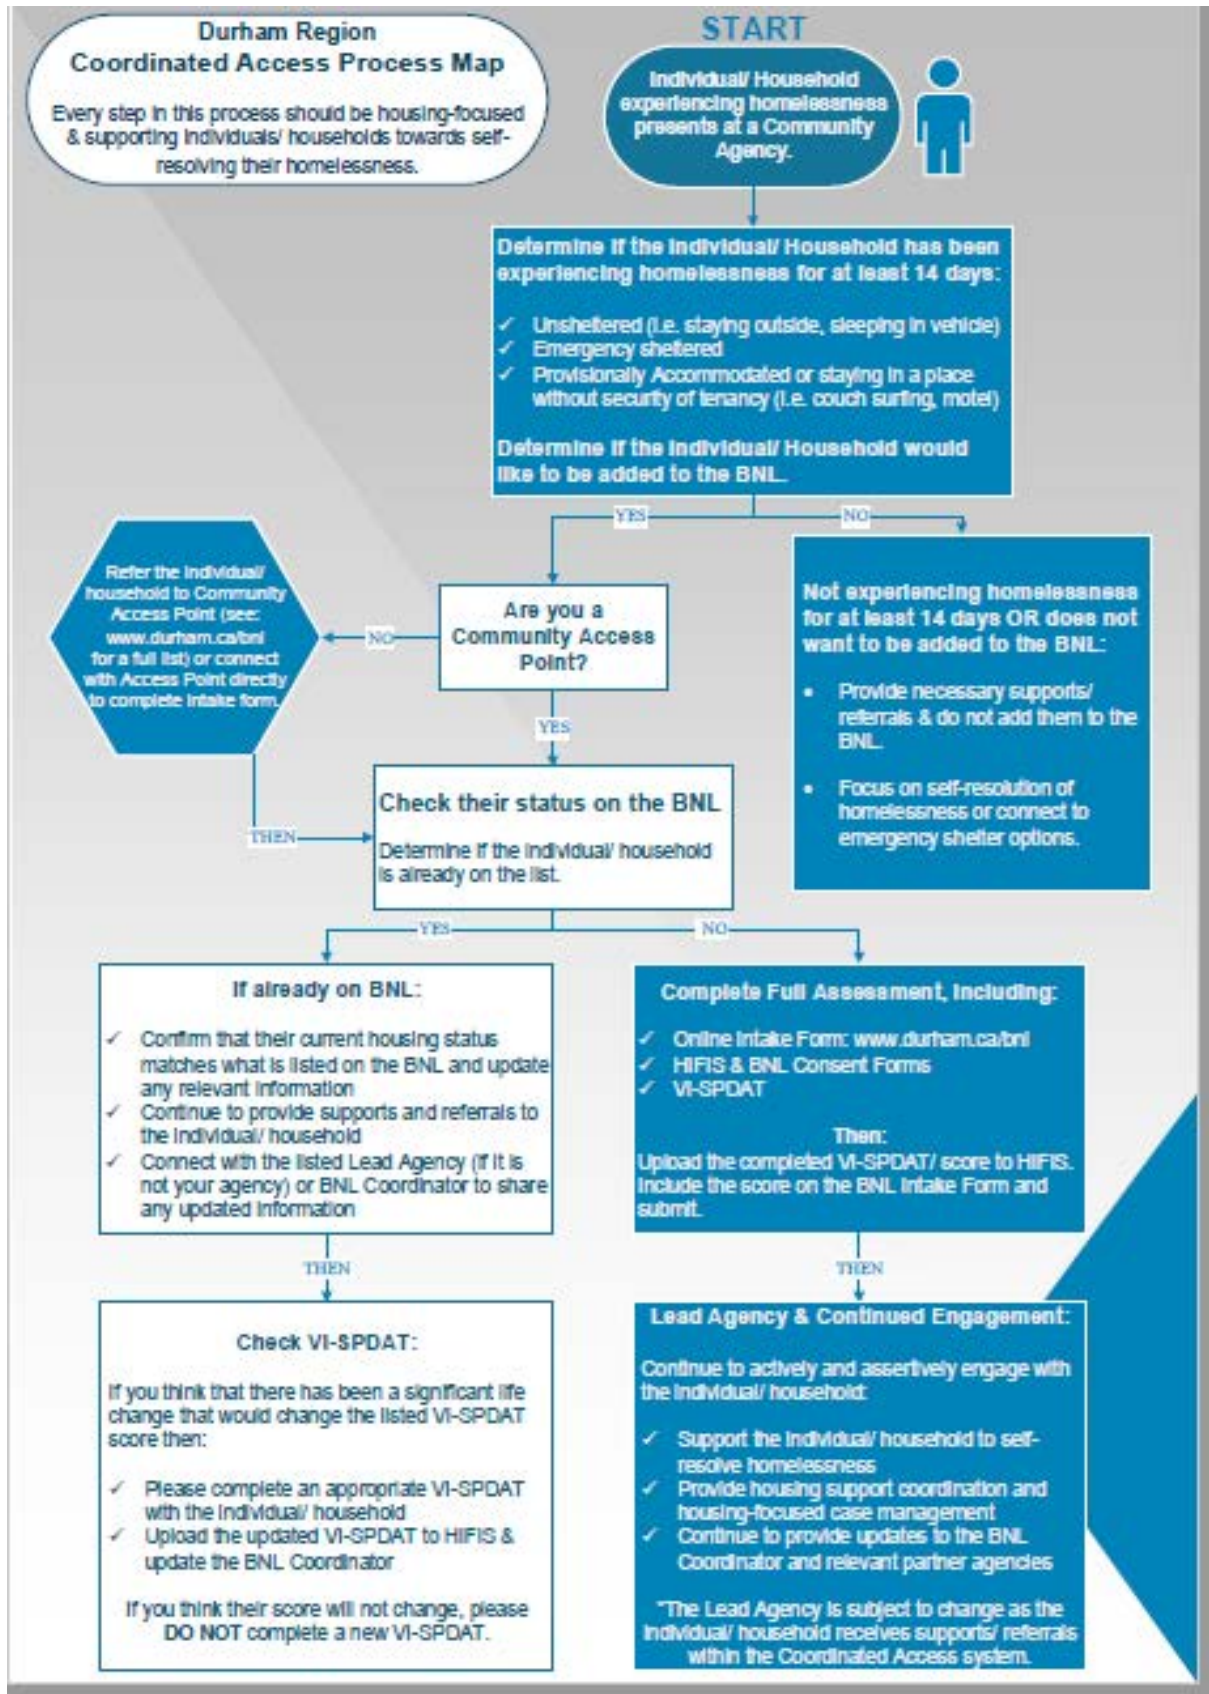 Durham Region
Coordinated Access Process Map
Every step in this process should be housing-focused
& supporting individuals/ households towards self-
resolving their homelessness.
START
Individual/ Household
experiencing homelessness
presents at a Community
Agency.
Determine if the Individual/ Household has been
experiencing homelessness for at least 14 days:
✓ Unsheltered (i.e. staying outside, sleeping in vehicle)
✓ Emergency sheltered
✓ Provisionally Accommodated or staying in a place
without security of tenancy (i.e. couch surfing, motel)
Determine if the Individual/ Household would
like to be added to the BNL.
YES
NO
Refer the individual/
household to Community
Access Point (see:
www.durham.ca/bnl
for a full list) or connect
with Access Point directly
to complete intake form.
NO
Are you a
Community Access
Point?
Not experiencing homelessness
for at least 14 days OR does not
want to be added to the BNL:
• Provide necessary supports/
referrals & do not add them to the
BNL.
• Focus on self-resolution of
homelessness or connect to
emergency shelter options.
YES
THEN
Check their status on the BNL
Determine if the individual/ household
is already on the list.
YES
NO
If already on BNL:
✓ Confirm that their current housing status
matches what is listed on the BNL and update
any relevant information
✓ Continue to provide supports and referrals to
the individual/ household
✓ Connect with the listed Lead Agency (if it is
not your agency) or BNL Coordinator to share
any updated information
Complete Full Assessment, Including:
✓ Online Intake Form: www.durham.ca/bnl
✓ HIFIS & BNL Consent Forms
✓ VI-SPDAT
Then:
Upload the completed VI-SPDAT/ score to HIFIS.
Include the score on the BNL Intake Form and
submit.
THEN
THEN
Check VI-SPDAT:
If you think that there has been a significant life
change that would change the listed VI-SPDAT
score then:
✓ Please complete an appropriate VI-SPDAT
with the individual/ household
✓ Upload the updated VI-SPDAT to HIFIS &
update the BNL Coordinator
If you think their score will not change, please
DO NOT complete a new VI-SPDAT.
Lead Agency & Continued Engagement:
Continue to actively and assertively engage with
the individual/ household:
✓ Support the individual/ household to self-
resolve homelessness
✓ Provide housing support coordination and
housing-focused case management
✓ Continue to provide updates to the BNL
Coordinator and relevant partner agencies
*The Lead Agency is subject to change as the
individual/ household receives supports/ referrals
within the Coordinated Access system.